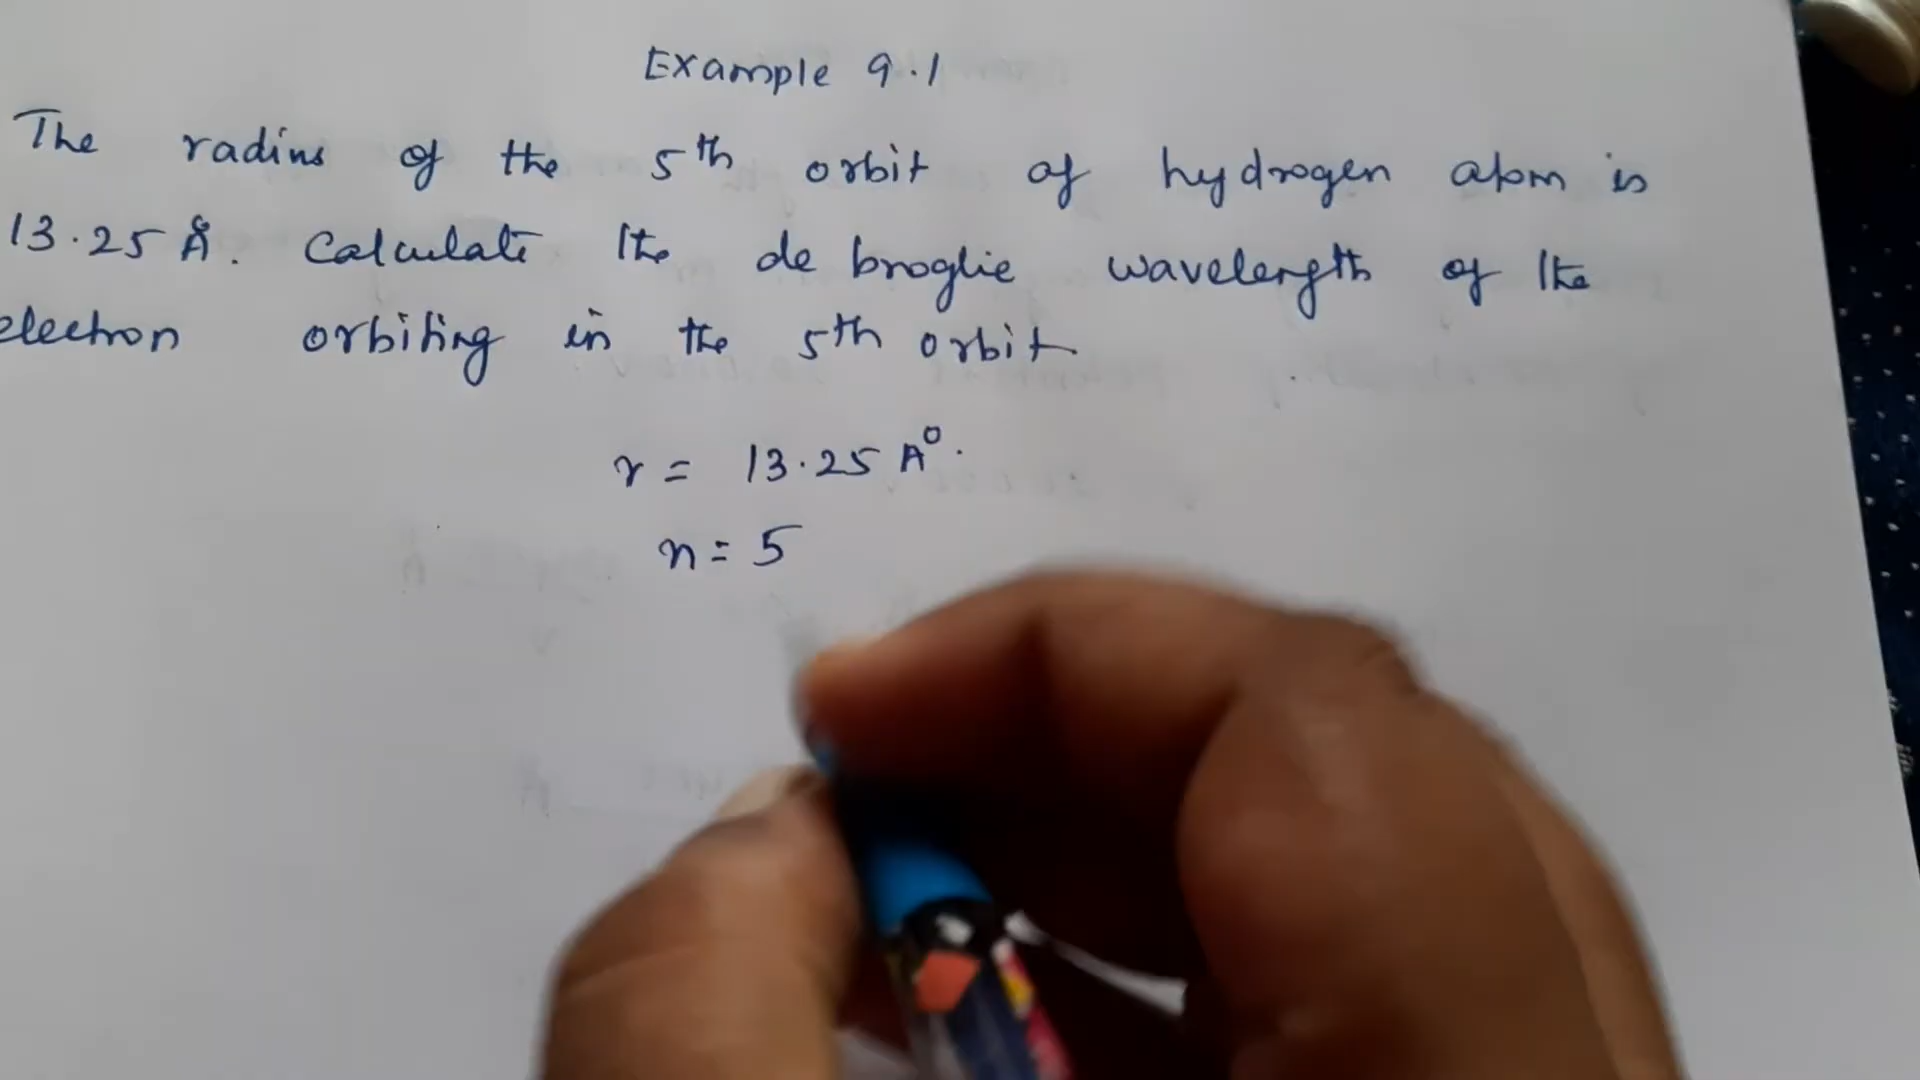 Example 9.1
The radius of the 5th orbit of hydrogen atom is
13.25 Å. Calculate the de broglie wavelength of the
electron orbiting in the 5th orbit
r = 13.25 A⁰.
n = 5